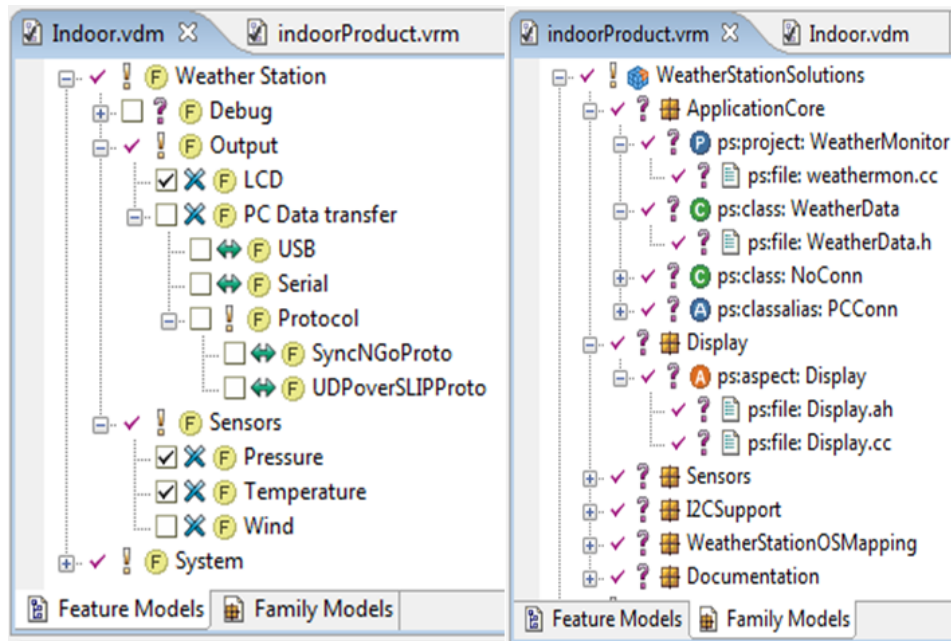 Indoor.vdm
indoorProduct.vrm
Weather Station
Debug
Output
LCD
PC Data transfer
USB
Serial
Protocol
SyncNGoProto
UDPoverSLIPProto
Sensors
Pressure
Temperature
Wind
System
Feature Models
Family Models
indoorProduct.vrm
Indoor.vdm
WeatherStationSolutions
ApplicationCore
ps:project: WeatherMonitor
ps:file: weathermon.cc
ps:class: WeatherData
ps:file: WeatherData.h
ps:class: NoConn
ps:classalias: PCConn
Display
ps:aspect: Display
ps:file: Display.ah
ps:file: Display.cc
Sensors
I2CSupport
WeatherStationOSMapping
Documentation
Feature Models
Family Models